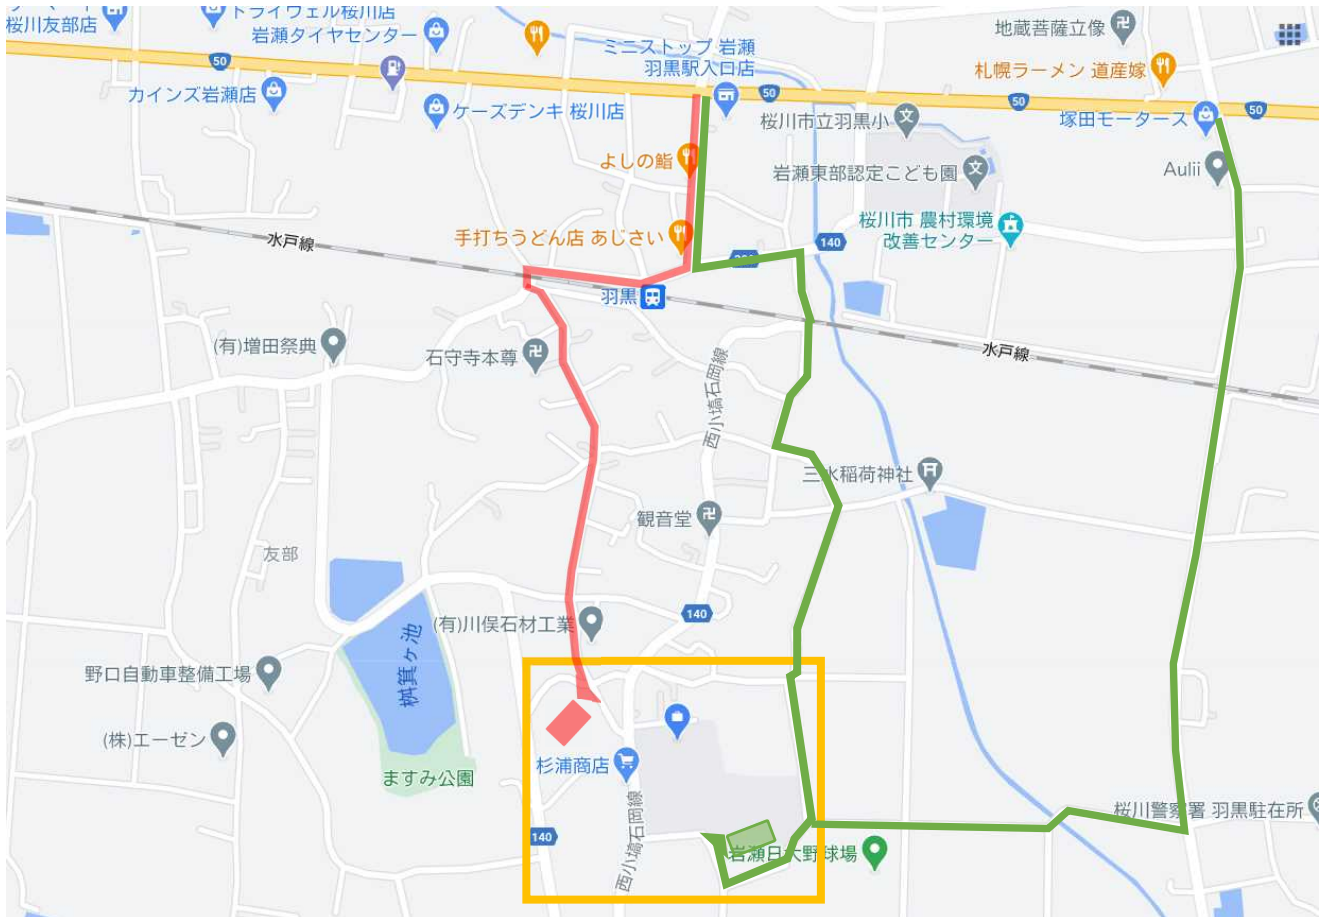 桜川友部店
トライウェル桜川店
岩瀬タイヤセンター
ミニストップ 岩瀬
羽黒駅入口店
地蔵菩薩立像
札幌ラーメン 道産嫁
50
50
50
50
カインズ岩瀬店
ケーズデンキ 桜川店
桜川市立羽黒小
塚田モータース
よしの鮨
岩瀬東部認定こども園
Aulii
桜川市 農村環境
改善センター
手打ちうどん店 あじさい
140
水戸線
羽黒
水戸線
(有)増田祭典
石守寺本尊
西小塙石岡線
三水稲荷神社
観音堂
友部
140
(有)川俣石材工業
桝箕ヶ池
野口自動車整備工場
(株)エーゼン
杉浦商店
ますみ公園
西小塙石岡線
140
桜川警察署 羽黒駐在所
岩瀬日大野球場